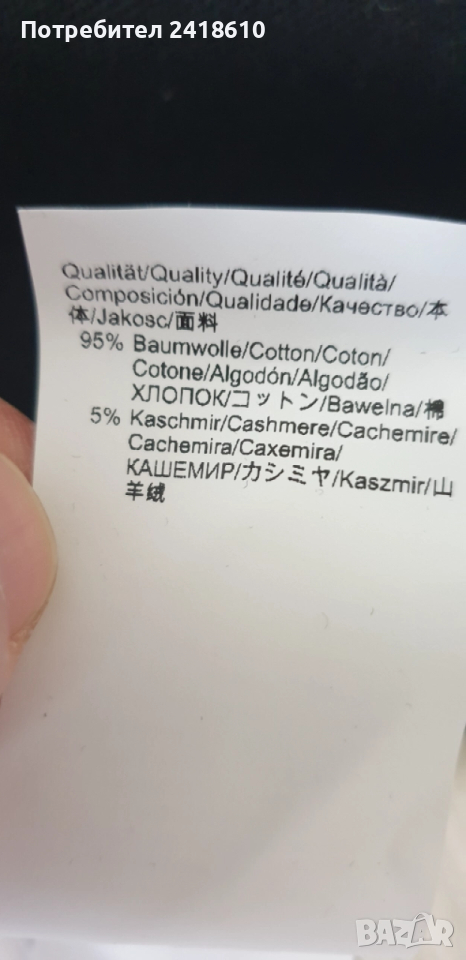 Потребител 2418610
Qualität/Quality/Qualité/Qualità/
Composición/Qualidade/Качество/本
体/Jakosc/面料
95% Baumwolle/Cotton/Coton/
Cotone/Algodón/Algodão/
ХЛОПОК/コットン/Bawelna/棉
5% Kaschmir/Cashmere/Cachemire/
Cachemira/Caxemira/
КАШЕМИР/カシミヤ/Kaszmir/山
羊绒
BAZAR